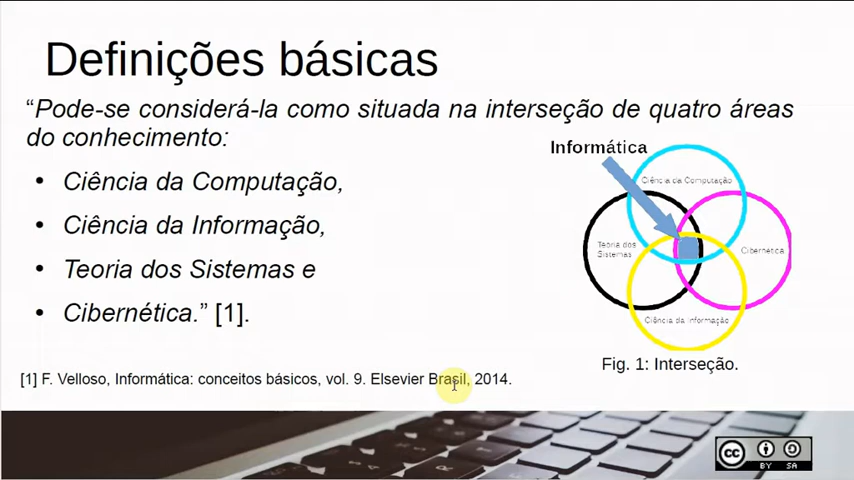 Definições básicas
“Pode-se considerá-la como situada na interseção de quatro áreas
do conhecimento:
• Ciência da Computação,
• Ciência da Informação,
• Teoria dos Sistemas e
• Cibernética.” [1].
Informática
Ciência da Computação
Teoria dos
Sistemas
Cibernética
Ciência da Informação
Fig. 1: Interseção.
[1] F. Velloso, Informática: conceitos básicos, vol. 9. Elsevier Brasil, 2014.
cc
BY SA